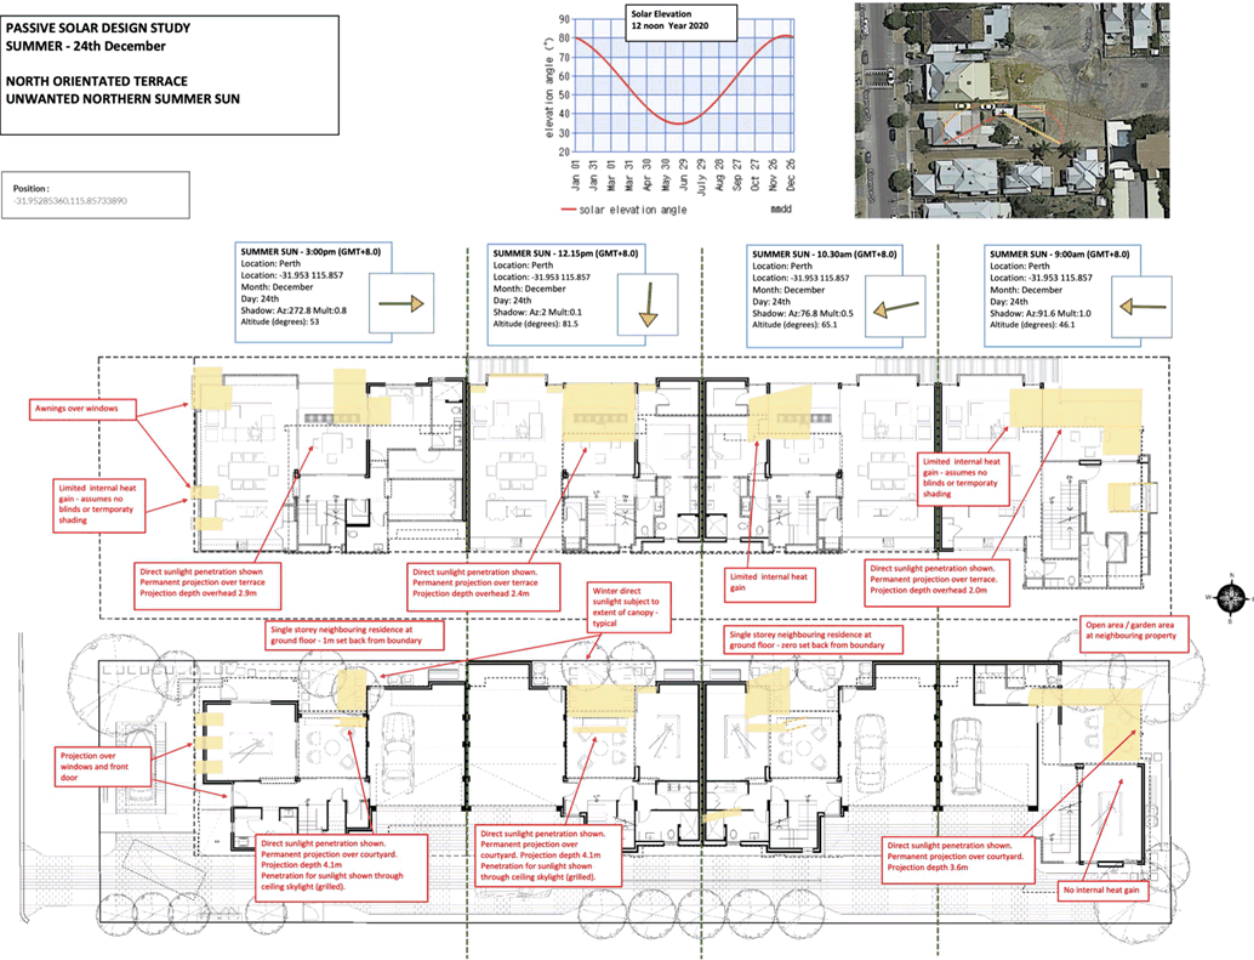 PASSIVE SOLAR DESIGN STUDY
SUMMER - 24th December
NORTH ORIENTATED TERRACE
UNWANTED NORTHERN SUMMER SUN
Position :
-31.95285360,115.85733890
Solar Elevation
12 noon Year 2020
elevation angle (°)
90
80
70
60
50
40
30
20
Jan 01
Jan 31
Mar 01
Mar 31
Apr 30
May 30
Jun 29
July 29
Aug 28
Sep 27
Oct 27
Nov 26
Dec 26
solar elevation angle
mmdd
SUMMER SUN - 3:00pm (GMT+8.0)
Location: Perth
Location: -31.953 115.857
Month: December
Day: 24th
Shadow: Az:272.8 Mult:0.8
Altitude (degrees): 53
SUMMER SUN - 12.15pm (GMT+8.0)
Location: Perth
Location: -31.953 115.857
Month: December
Day: 24th
Shadow: Az:2 Mult:0.1
Altitude (degrees): 81.5
SUMMER SUN - 10.30am (GMT+8.0)
Location: Perth
Location: -31.953 115.857
Month: December
Day: 24th
Shadow: Az:76.8 Mult:0.5
Altitude (degrees): 65.1
SUMMER SUN - 9:00am (GMT+8.0)
Location: Perth
Location: -31.953 115.857
Month: December
Day: 24th
Shadow: Az:91.6 Mult:1.0
Altitude (degrees): 46.1
Awnings over windows
Limited internal heat
gain - assumes no
blinds or termporaty
shading
Limited internal heat
gain - assumes no
blinds or termporaty
shading
Direct sunlight penetration shown
Permanent projection over terrace
Projection depth overhead 2.9m
Direct sunlight penetration shown.
Permanent projection over terrace
Projection depth overhead 2.4m
Limited internal heat
gain
Direct sunlight penetration shown.
Permanent projection over terrace.
Projection depth overhead 2.0m
Winter direct
sunlight subject to
extent of canopy -
typical
N
W
S
Single storey neighbouring residence at
ground floor - 1m set back from boundary
Single storey neighbouring residence at
ground floor - zero set back from boundary
Open area / garden area
at neighbouring property
Projection over
windows and front
door
Direct sunlight penetration shown.
Permanent projection over courtyard.
Projection depth 4.1m
Penetration for sunlight shown through
ceiling skylight (grilled).
Direct sunlight penetration shown.
Permanent projection over
courtyard. Projection depth 4.1m
Penetration for sunlight shown
through ceiling skylight (grilled).
Direct sunlight penetration shown.
Permanent projection over courtyard.
Projection depth 3.6m
No internal heat gain